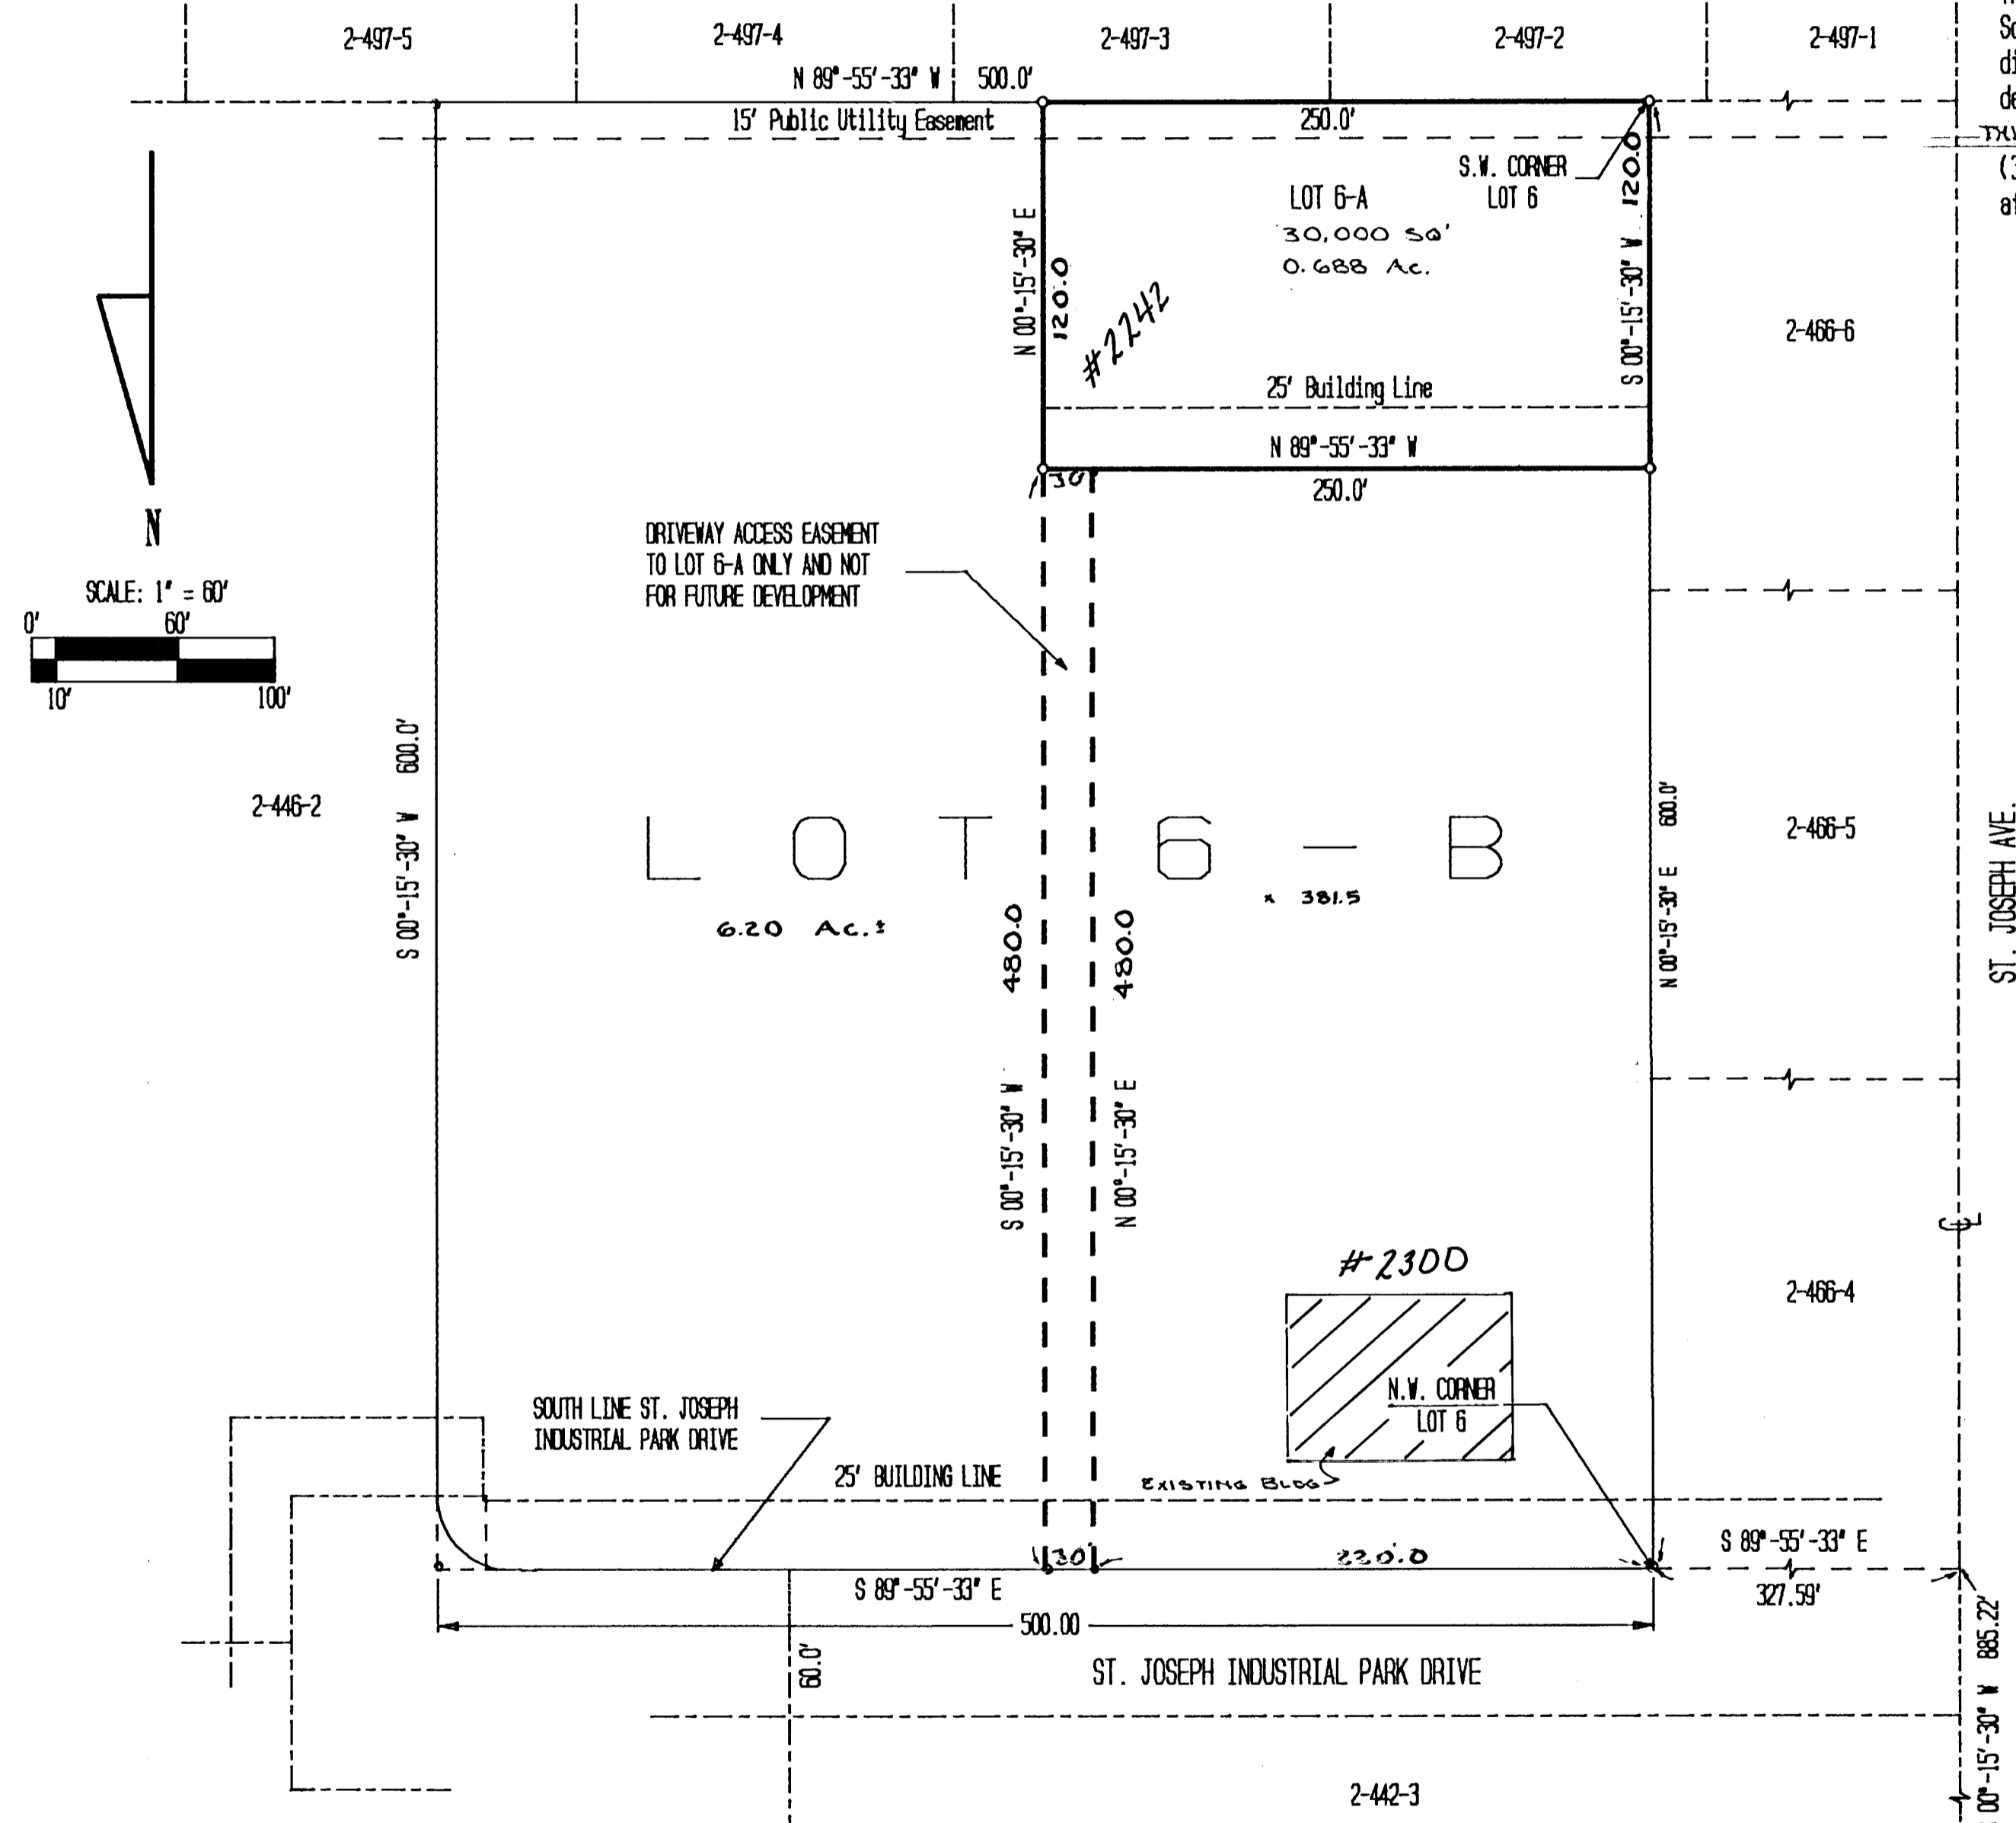 2-497-5
2-497-4
2-497-3
2-497-2
2-497-1
N 89°-55'-33" W 500.0'
15' Public Utility Easement
250.0'
S.W. CORNER
LOT 6
120.0
S 00°-15'-30" W
LOT 6-A
30,000 SQ'
0.688 Ac.
N 00°-15'-30" E
120.0
#2242
2-466-6
25' Building Line
N 89°-55'-33" W
30'
250.0'
DRIVEWAY ACCESS EASEMENT
TO LOT 6-A ONLY AND NOT
FOR FUTURE DEVELOPMENT
N
SCALE: 1" = 60'
0' 60'
10' 100'
S 00°-15'-30" W 600.0'
2-446-2
LOT 6-B
6.20 Ac.±
x 381.5
480.0
480.0
S 00°-15'-30" W
N 00°-15'-30" E
N 00°-15'-30" E 600.0'
2-466-5
ST. JOSEPH AVE.
CL
2-466-4
#2300
N.W. CORNER
LOT 6
EXISTING BLDG
SOUTH LINE ST. JOSEPH
INDUSTRIAL PARK DRIVE
25' BUILDING LINE
30'
220.0
S 89°-55'-33" E
327.59'
S 89°-55'-33" E
500.00
60.0'
ST. JOSEPH INDUSTRIAL PARK DRIVE
00°-15'-30" W 885.22'
2-442-3